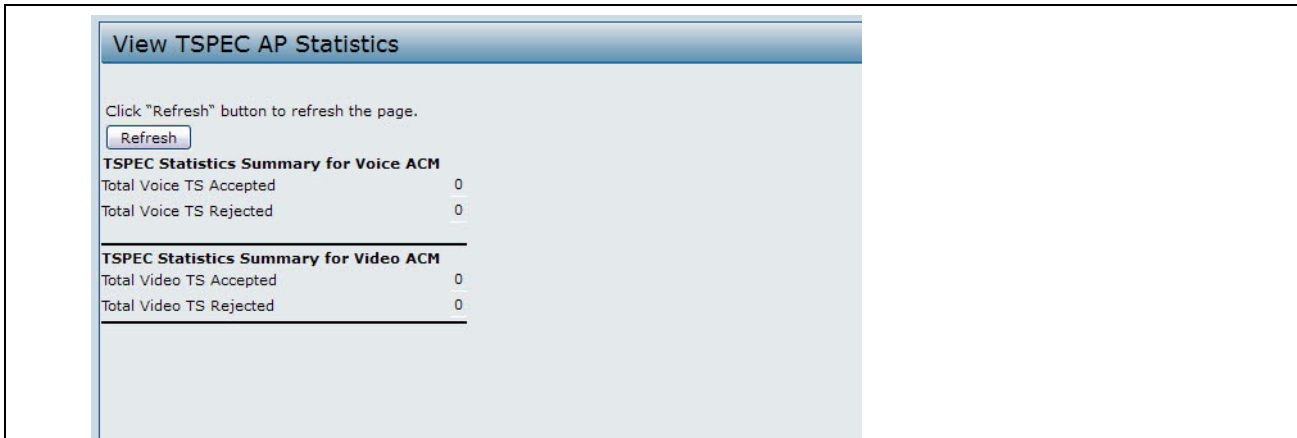 View TSPEC AP Statistics
Click "Refresh" button to refresh the page.
Refresh
TSPEC Statistics Summary for Voice ACM
Total Voice TS Accepted 0
Total Voice TS Rejected 0
TSPEC Statistics Summary for Video ACM
Total Video TS Accepted 0
Total Video TS Rejected 0